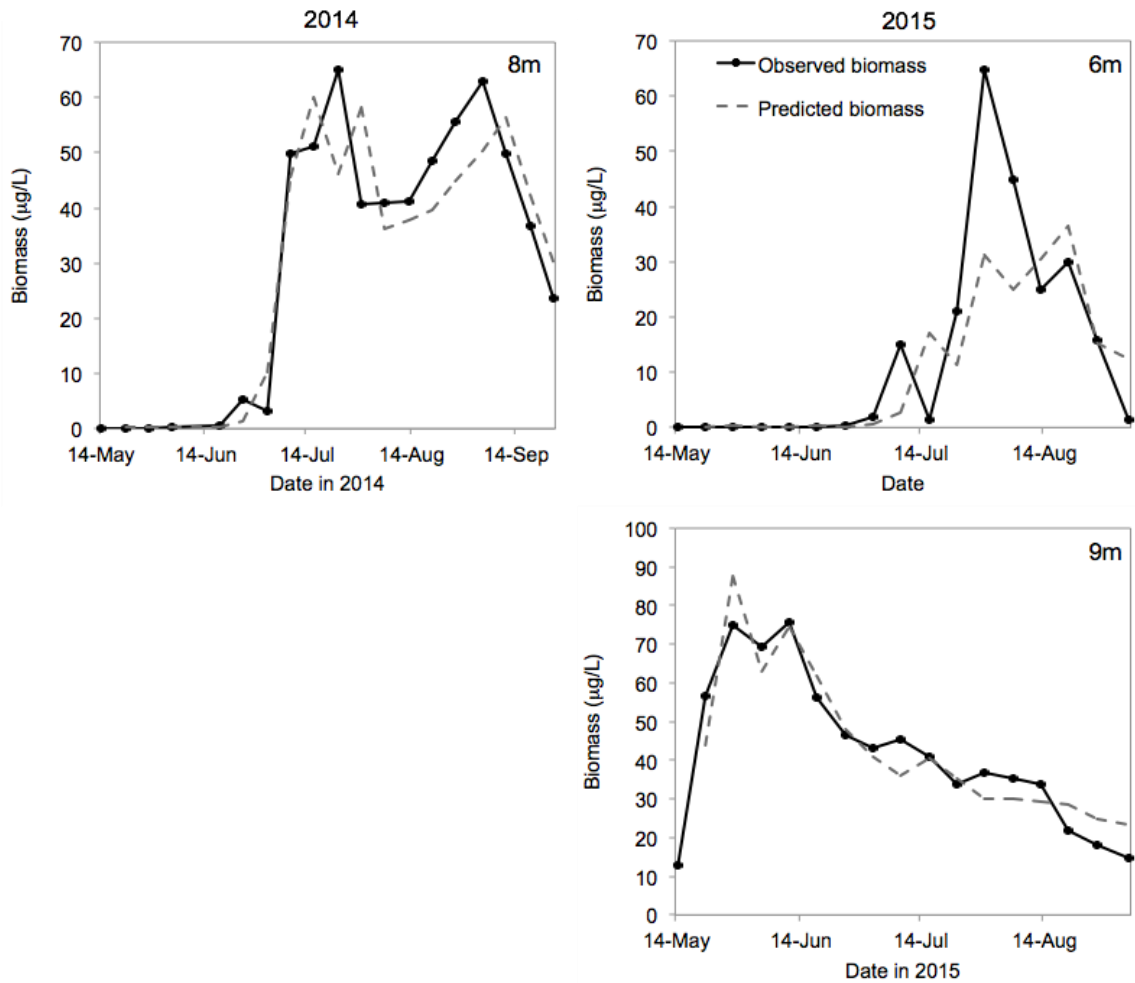 2014
70
60
50
40
30
20
10
0
Biomass (µg/L)
8m
14-May 14-Jun 14-Jul 14-Aug 14-Sep
Date in 2014
2015
70
60
50
40
30
20
10
0
Biomass (µg/L)
Observed biomass
Predicted biomass
6m
14-May 14-Jun 14-Jul 14-Aug
Date
100
90
80
70
60
50
40
30
20
10
0
Biomass (µg/L)
9m
14-May 14-Jun 14-Jul 14-Aug
Date in 2015